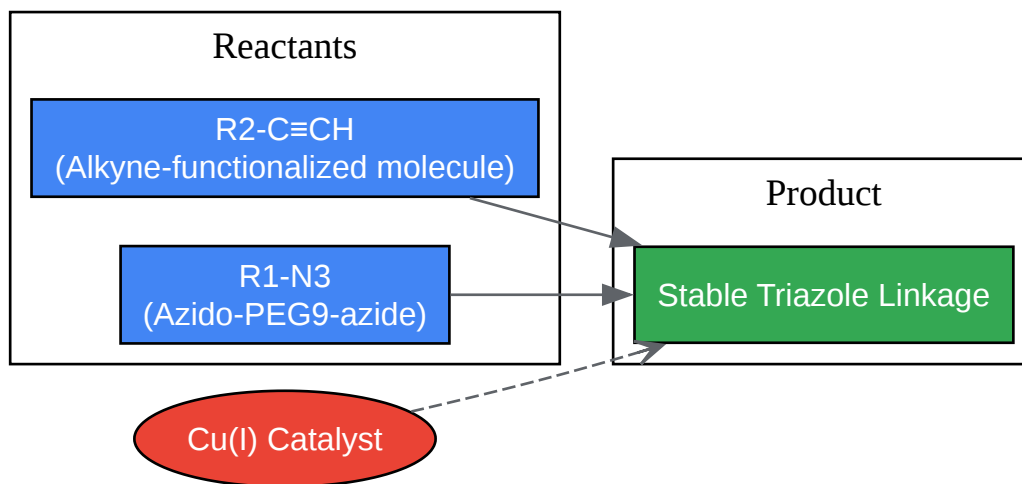 Reactants
R2-C≡CH
(Alkyne-functionalized molecule)
R1-N3
(Azido-PEG9-azide)
Product
Stable Triazole Linkage
Cu(I) Catalyst